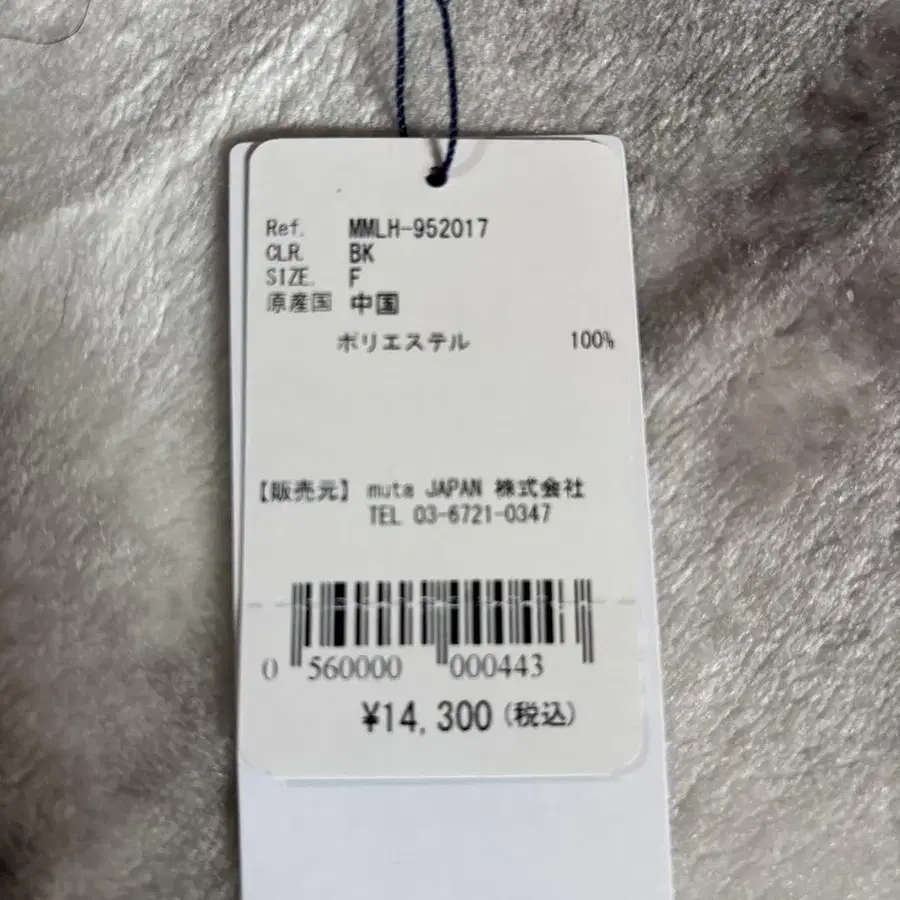 Ref. MMLH-952017
CLR. BK
SIZE. F
原産国 中国
ポリエステル 100%
【販売元】 muta JAPAN 株式会社
TEL 03-6721-0347
0 560000 000443
¥14,300(税込)